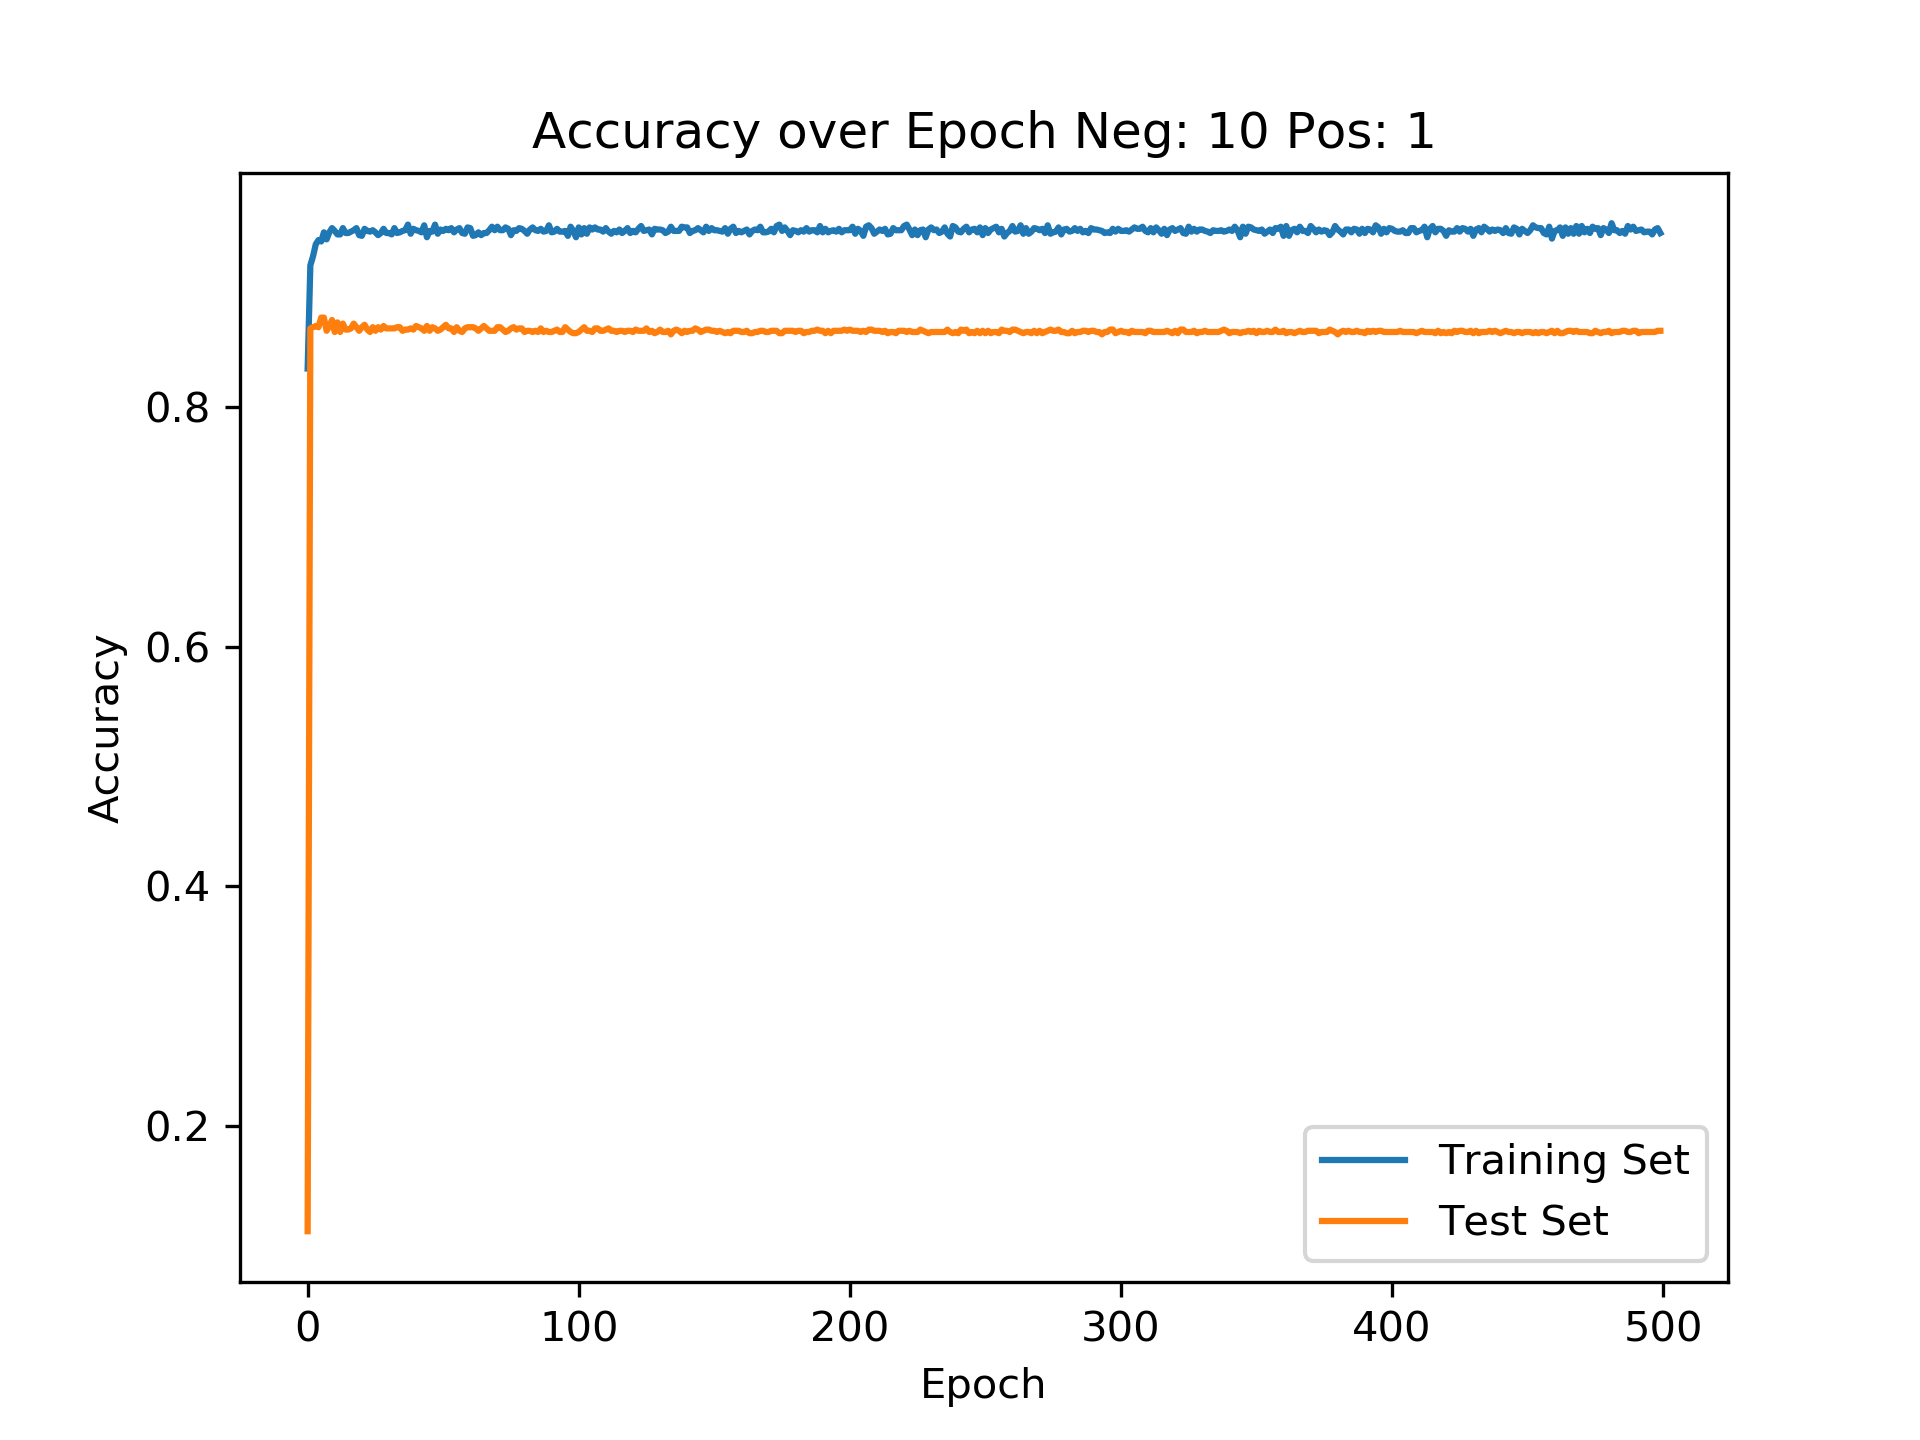 Accuracy over Epoch Neg: 10 Pos: 1
Accuracy
0.8
0.6
0.4
0.2
Training Set
Test Set
0 100 200 300 400 500
Epoch